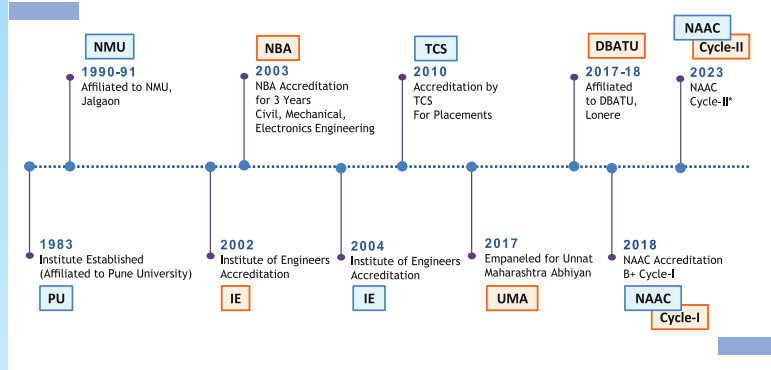 NMU
1990-91
Affiliated to NMU,
Jalgaon
NBA
2003
NBA Accreditation
for 3 Years
Civil, Mechanical,
Electronics Engineering
TCS
2010
Accreditation by
TCS
For Placements
DBATU
2017-18
Affiliated
to DBATU,
Lonere
NAAC
Cycle-II
2023
NAAC
Cycle-II*
1983
Institute Established
(Affiliated to Pune University)
PU
2002
Institute of Engineers
Accreditation
IE
2004
Institute of Engineers
Accreditation
IE
2017
Empaneled for Unnat
Maharashtra Abhiyan
UMA
2018
NAAC Accreditation
B+ Cycle-I
NAAC
Cycle-I